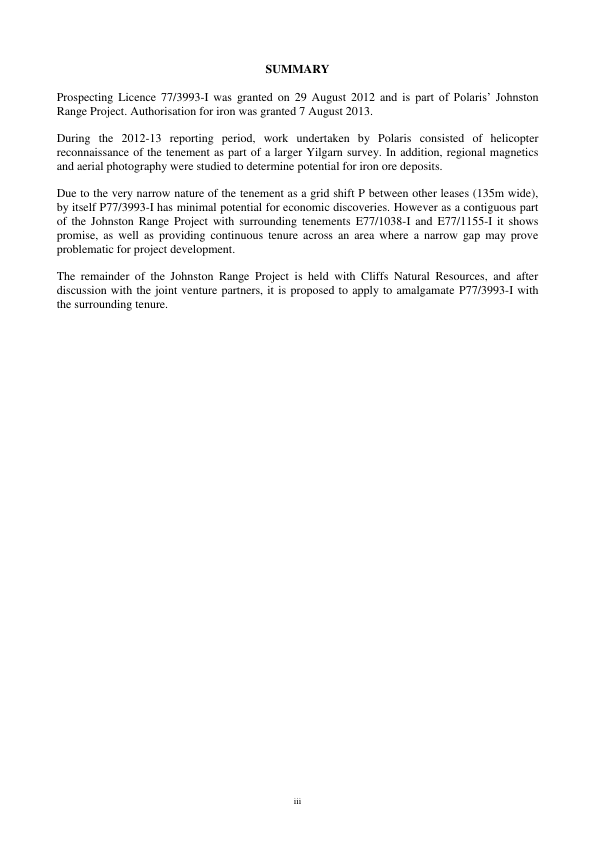 SUMMARY
Prospecting Licence 77/3993-I was granted on 29 August 2012 and is part of Polaris' Johnston
Range Project. Authorisation for iron was granted 7 August 2013.
During the 2012-13 reporting period, work undertaken by Polaris consisted of helicopter
reconnaissance of the tenement as part of a larger Yilgarn survey. In addition, regional magnetics
and aerial photography were studied to determine potential for iron ore deposits.
Due to the very narrow nature of the tenement as a grid shift P between other leases (135m wide),
by itself P77/3993-I has minimal potential for economic discoveries. However as a contiguous part
of the Johnston Range Project with surrounding tenements E77/1038-I and E77/1155-I it shows
promise, as well as providing continuous tenure across an area where a narrow gap may prove
problematic for project development.
The remainder of the Johnston Range Project is held with Cliffs Natural Resources, and after
discussion with the joint venture partners, it is proposed to apply to amalgamate P77/3993-I with
the surrounding tenure.
iii